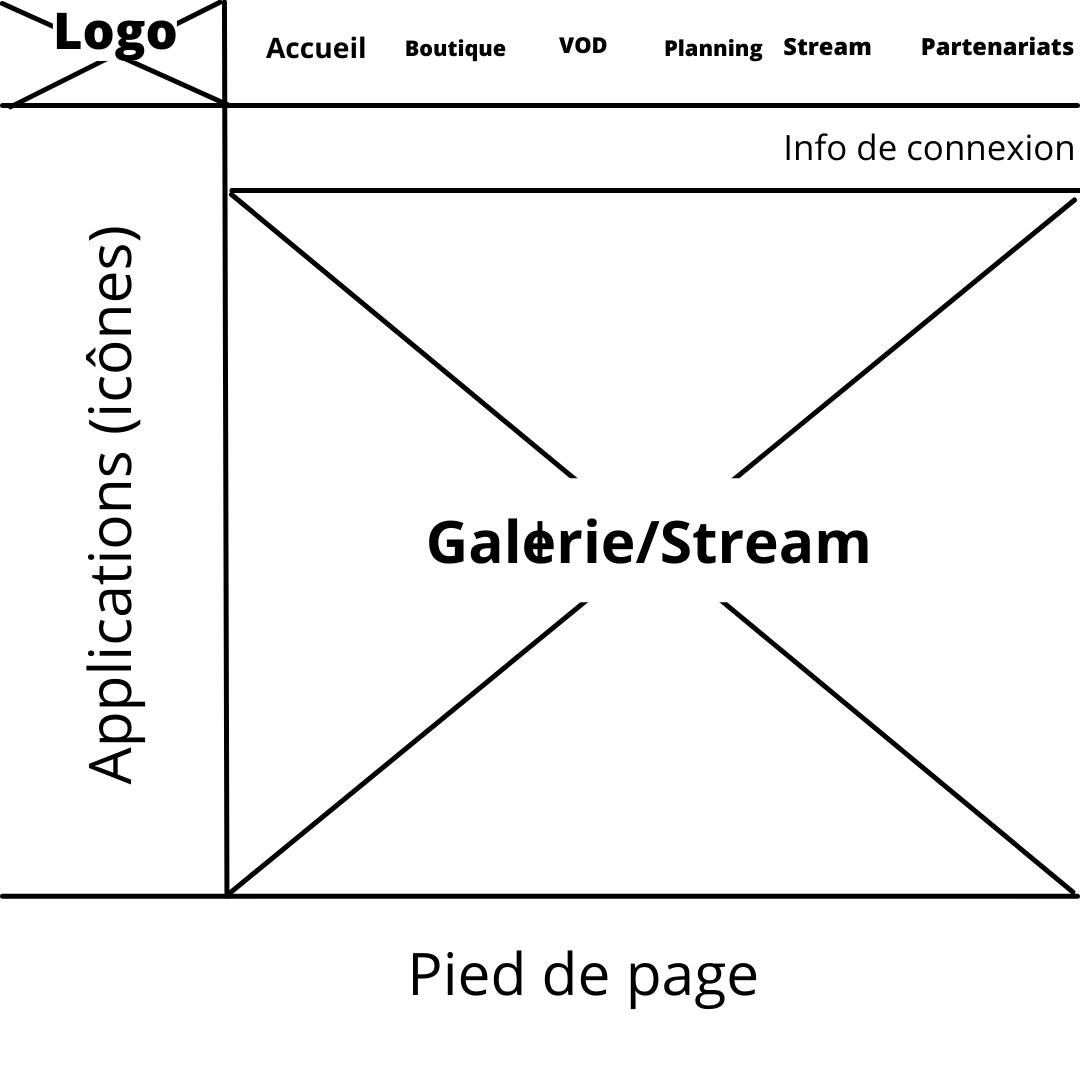 Logo
Accueil
Boutique
VOD
Planning
Stream
Partenariats
Info de connexion
Applications (icônes)
Galerie/Stream
Pied de page